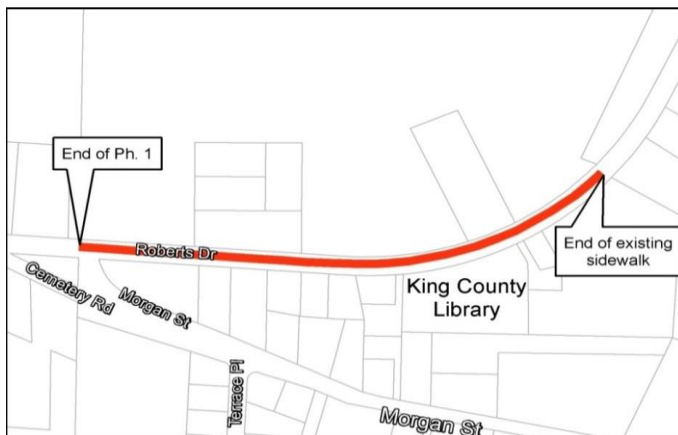 End of Ph. 1
Roberts Dr
End of existing
sidewalk
Cemetery Rd
Morgan St
King County
Library
Terrace Pl
Morgan St